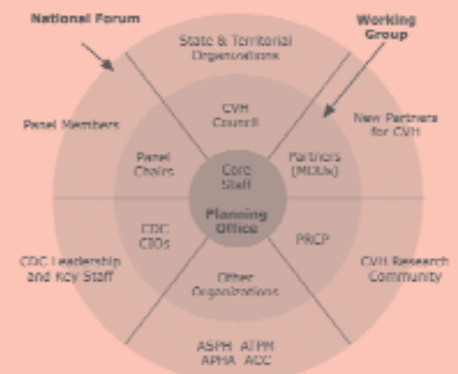 National Forum
Working
Group
State & Territorial
Organizations
CVH
Council
Panel Members
New Partners
for CVH
Panel
Chairs
Partners
(MOUs)
Core
Staff
Planning
Office
CDC
CIOs
PRCP
CDC Leadership
and Key Staff
CVH Research
Community
Other
Organizations
ASPH ATPM
APHA ACC